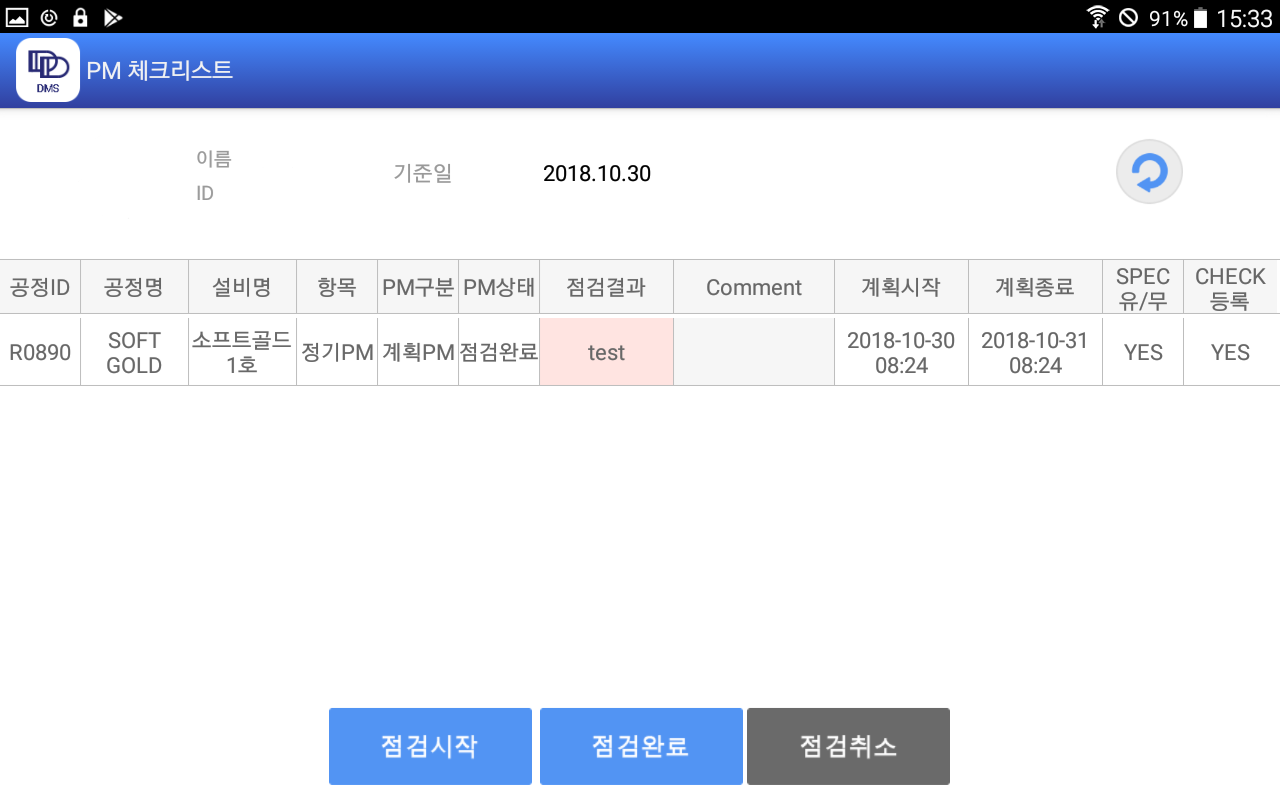 91% 15:33
DDD
DIMS
PM 체크리스트
이름
ID
기준일 2018.10.30
공정ID 공정명 설비명 항목 PM구분 PM상태 점검결과 Comment 계획시작 계획종료 SPEC 유/무 CHECK 등록
R0890 SOFT GOLD 소프트골드 1호 정기PM 계획PM 점검완료 test 2018-10-30 08:24 2018-10-31 08:24 YES YES
점검시작 점검완료 점검취소